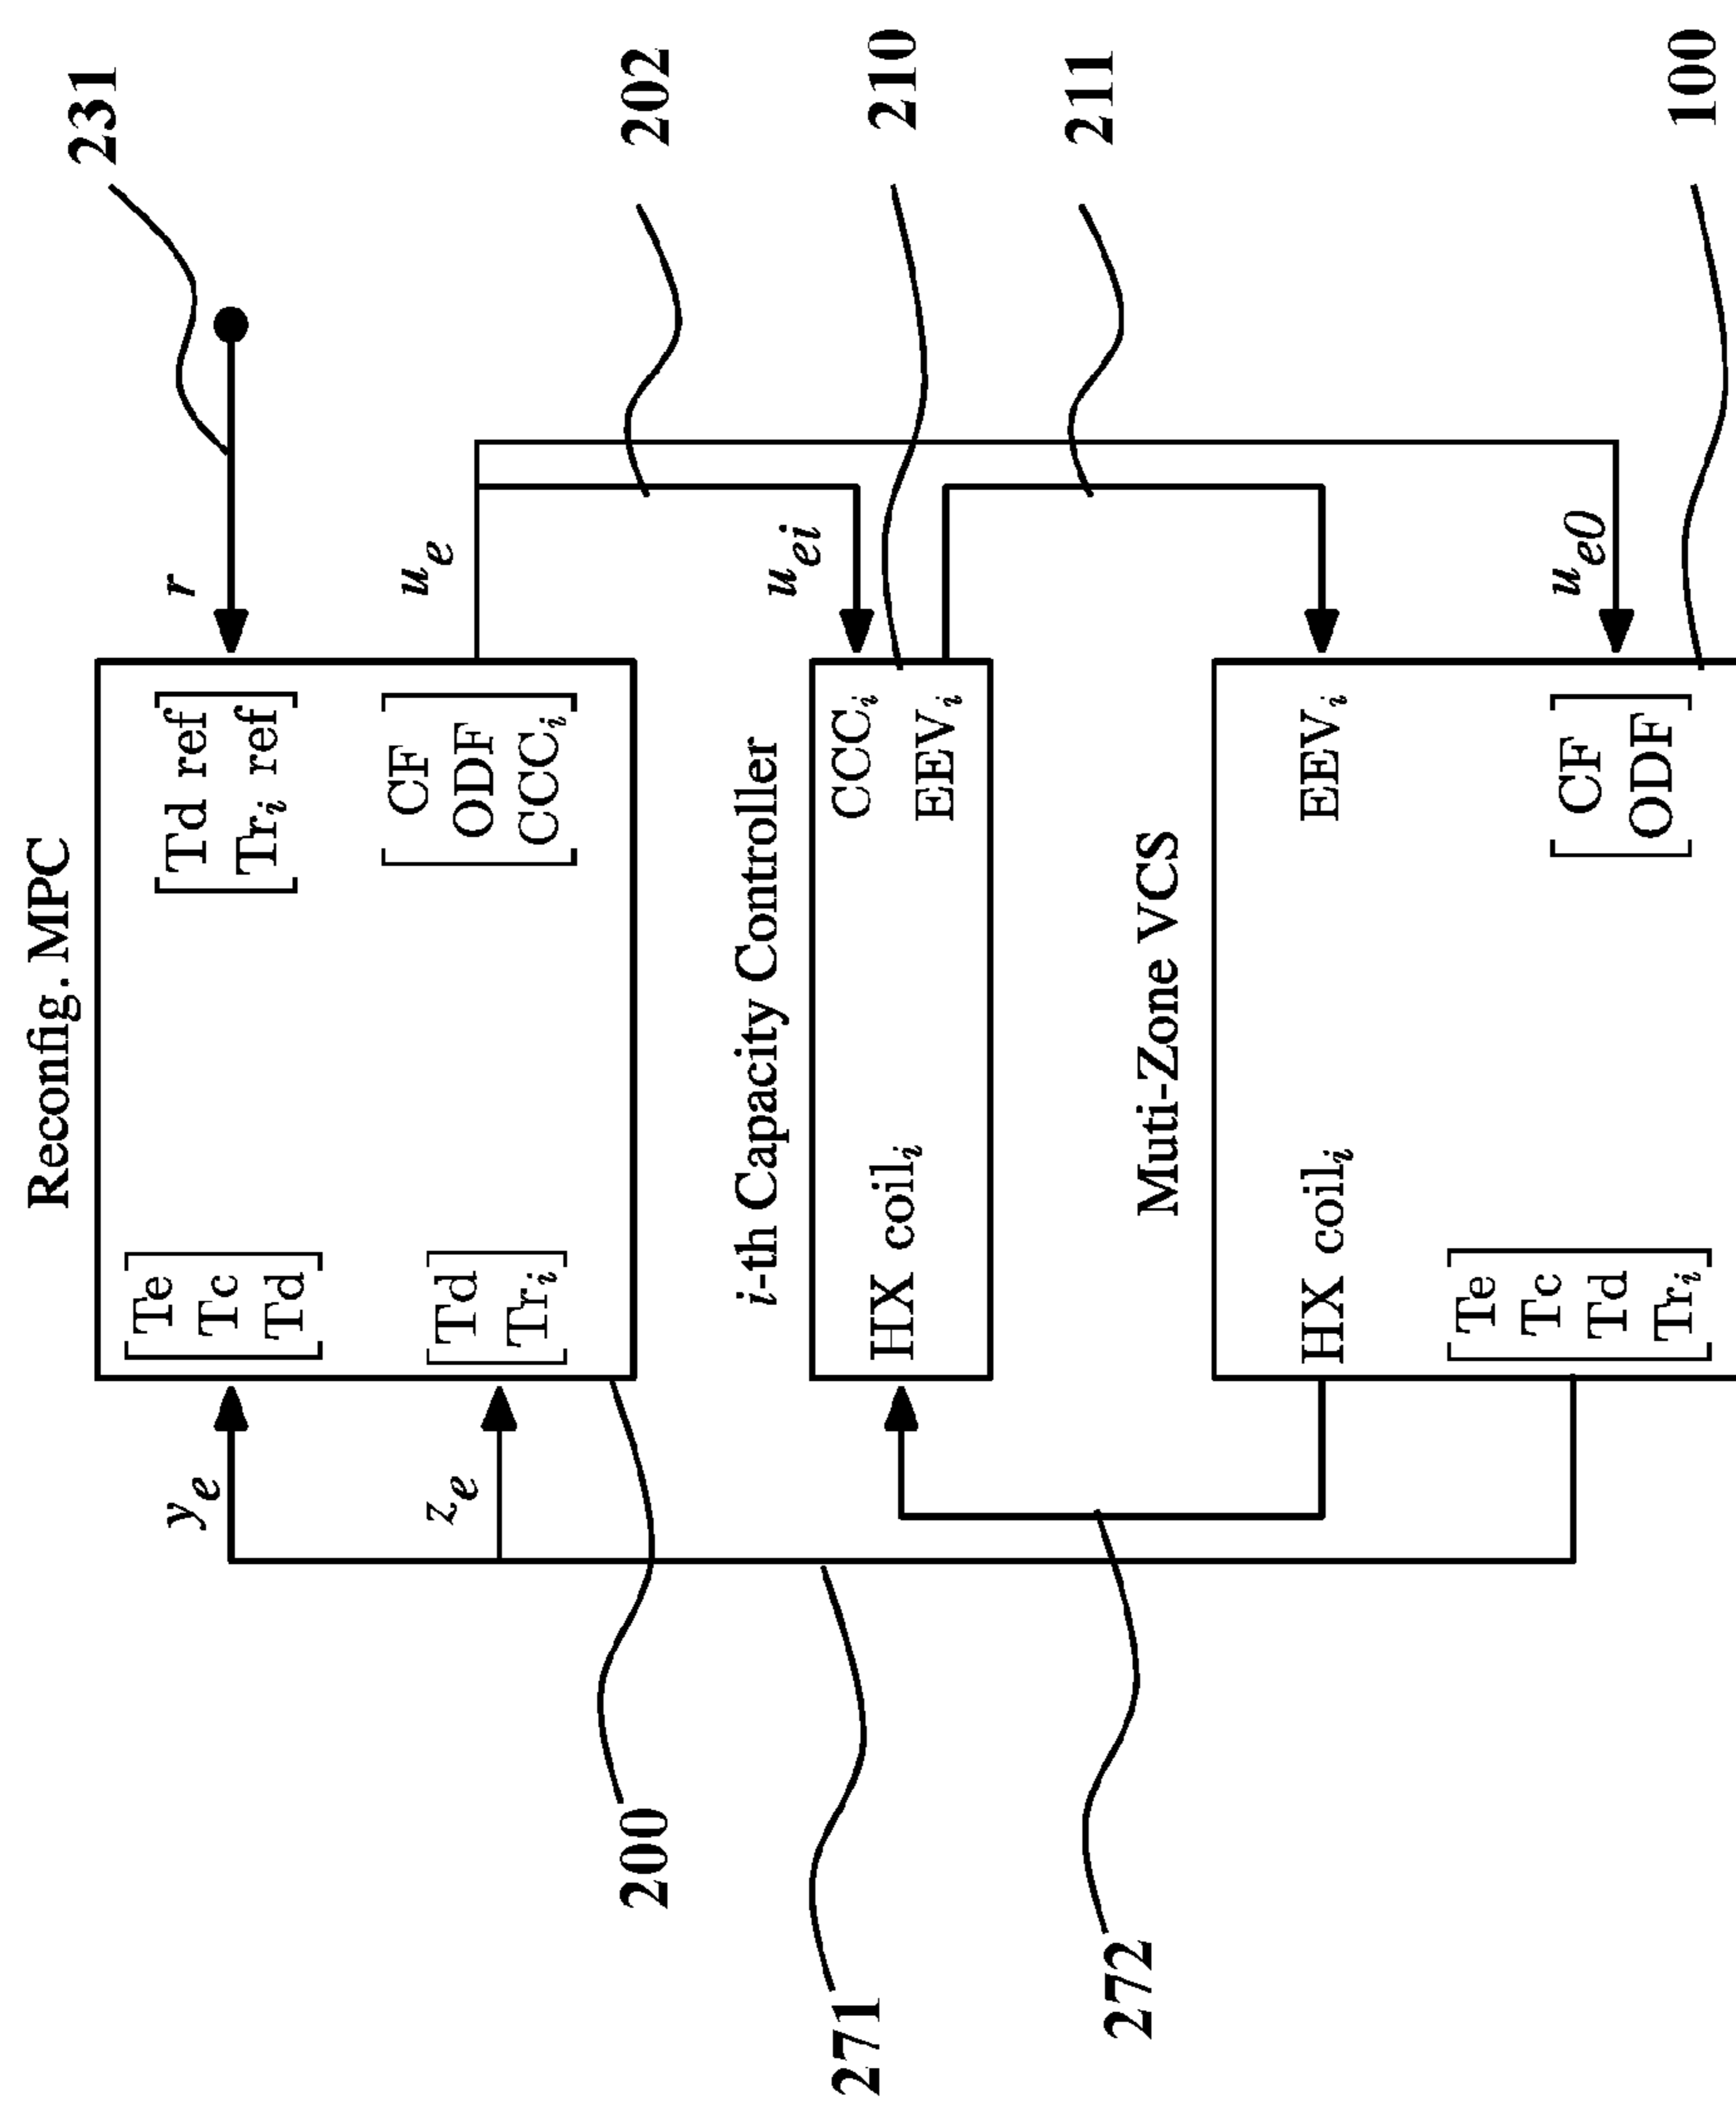 231
202
210
211
100
r
u_e
u_ei
u_e0
Reconfig. MPC
Te
Tc
Td
Td
Tr_i
Td ref
Tr_i ref
CF
ODF
CCC_i
i-th Capacity Controller
HX coil_i
CCC_i
EEV_i
Muti-Zone VCS
HX coil_i
EEV_i
Te
Tc
Td
Tr_i
CF
ODF
y_e
z_e
200
271
272